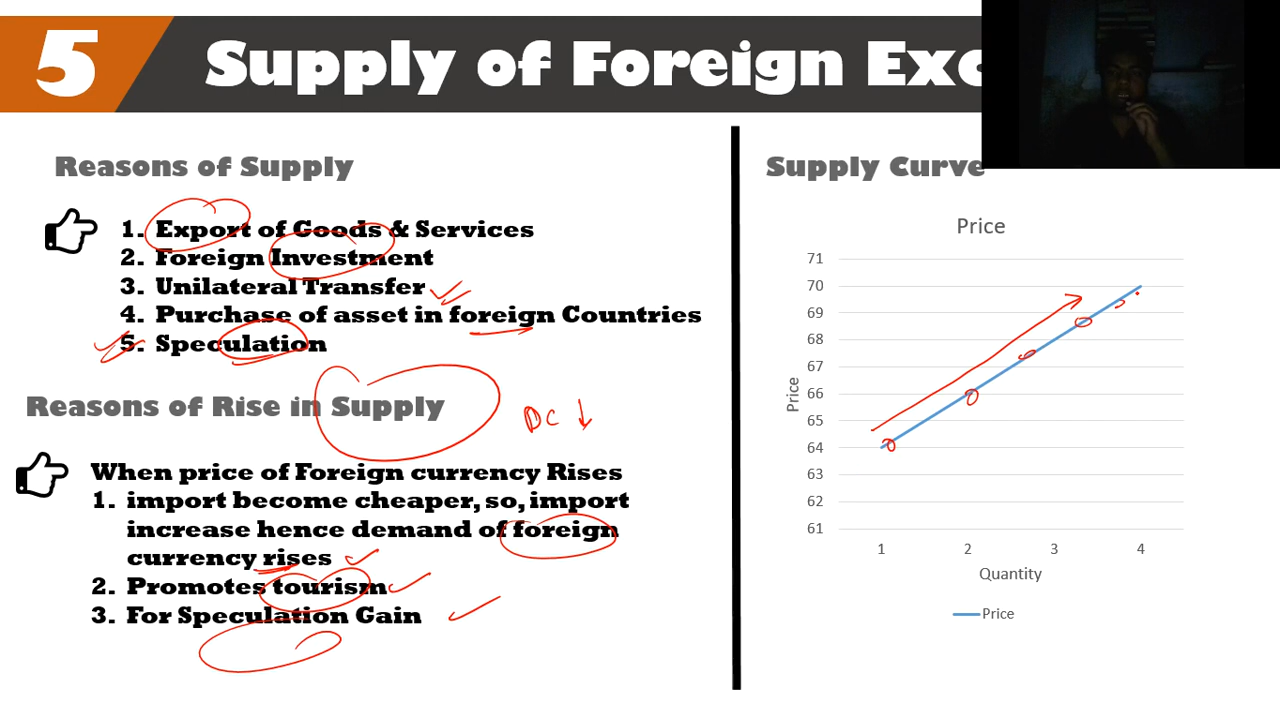 5
Supply of Foreign Exc
Reasons of Supply
1. Export of Goods & Services
2. Foreign Investment
3. Unilateral Transfer
4. Purchase of asset in foreign Countries
5. Speculation
Reasons of Rise in Supply
DC
When price of Foreign currency Rises
1. import become cheaper, so, import
increase hence demand of foreign
currency rises
2. Promotes tourism
3. For Speculation Gain
Supply Curve
Price
71
70
69
68
67
66
65
64
63
62
61
Price
1 2 3 4
Quantity
Price